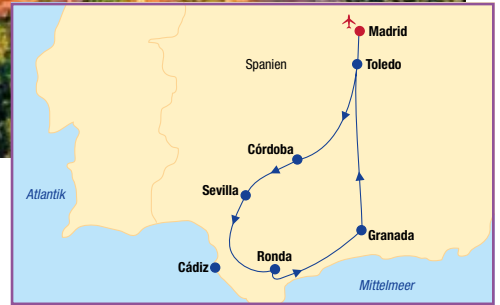 Madrid
Spanien
Toledo
Córdoba
Sevilla
Atlantik
Granada
Ronda
Cádiz
Mittelmeer